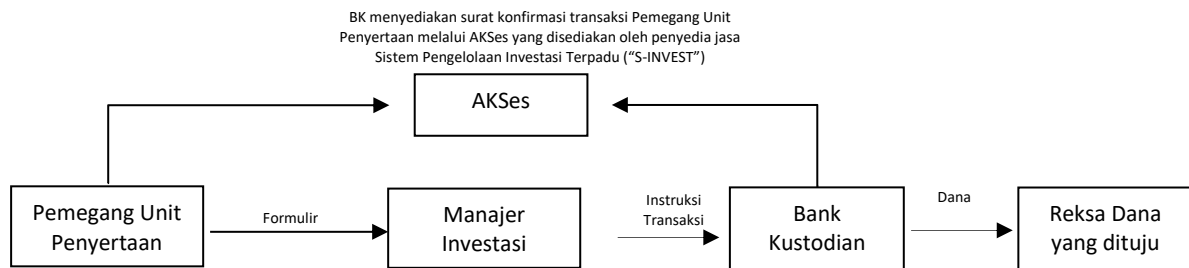 BK menyediakan surat konfirmasi transaksi Pemegang Unit
Penyertaan melalui AKSes yang disediakan oleh penyedia jasa
Sistem Pengelolaan Investasi Terpadu (“S-INVEST”)
AKSes
Pemegang Unit
Penyertaan
Formulir
Manajer
Investasi
Instruksi
Transaksi
Bank
Kustodian
Dana
Reksa Dana
yang dituju